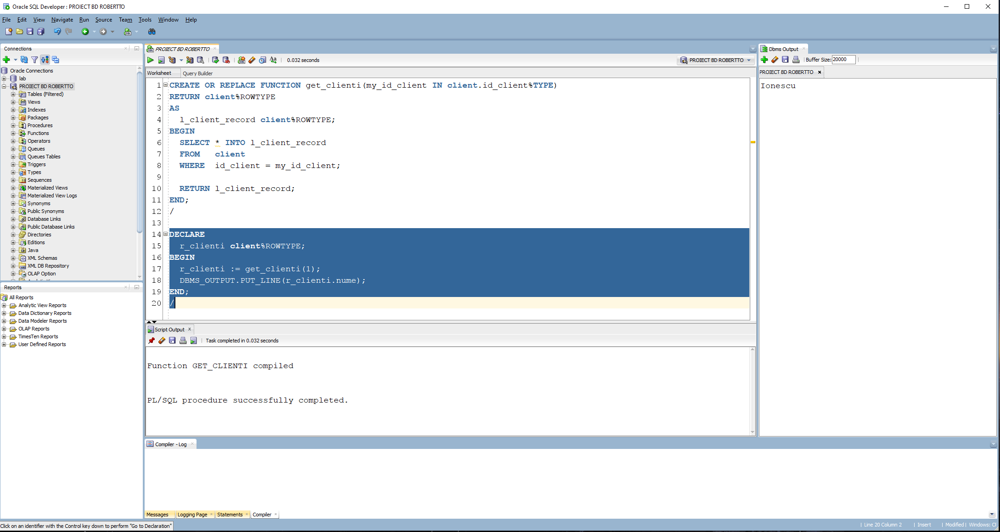 Oracle SQL Developer : PROIECT BD ROBERTTO
File Edit View Navigate Run Source Team Tools Window Help
Connections
Oracle Connections
lab
PROIECT BD ROBERTTO
Tables (Filtered)
Views
Indexes
Packages
Procedures
Functions
Operators
Queues
Queues Tables
Triggers
Types
Sequences
Materialized Views
Materialized View Logs
Synonyms
Public Synonyms
Database Links
Public Database Links
Directories
Editions
Java
XML Schemas
XML DB Repository
OLAP Option
Reports
All Reports
Analytic View Reports
Data Dictionary Reports
Data Modeler Reports
OLAP Reports
TimesTen Reports
User Defined Reports
PROIECT BD ROBERTTO
0.032 seconds
PROIECT BD ROBERTTO
Worksheet Query Builder
1 CREATE OR REPLACE FUNCTION get_clienti(my_id_client IN client.id_client%TYPE)
2 RETURN client%ROWTYPE
3 AS
4 l_client_record client%ROWTYPE;
5 BEGIN
6 SELECT * INTO l_client_record
7 FROM client
8 WHERE id_client = my_id_client;
9
10 RETURN l_client_record;
11 END;
12 /
13
14 DECLARE
15 r_clienti client%ROWTYPE;
16 BEGIN
17 r_clienti := get_clienti(1);
18 DBMS_OUTPUT.PUT_LINE(r_clienti.nume);
19 END;
20 /
Script Output
Task completed in 0.032 seconds
Function GET_CLIENTI compiled
PL/SQL procedure successfully completed.
Dbms Output
Buffer Size: 20000
PROIECT BD ROBERTTO
Ionescu
Compiler - Log
Messages Logging Page Statements Compiler
Click on an identifier with the Control key down to perform "Go to Declaration"
Line 20 Column 2 Insert Modified Windows: